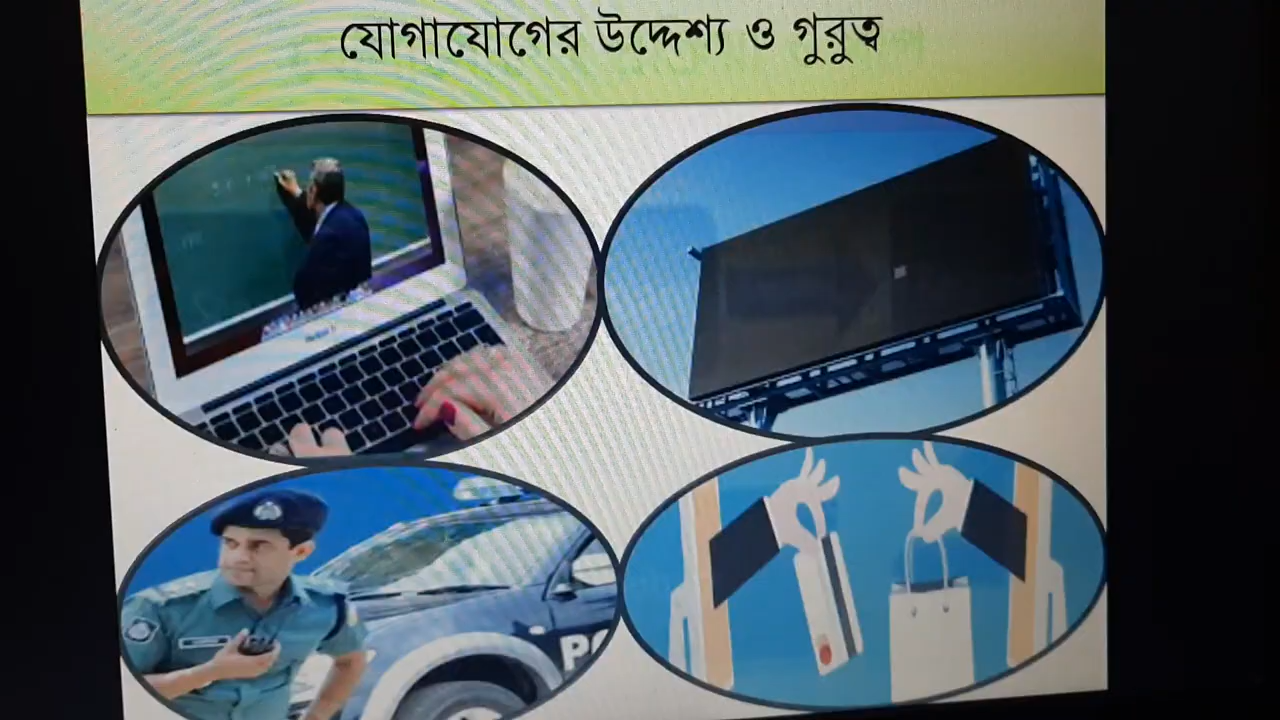 যোগাযোগের উদ্দেশ্য ও গুরুত্ব